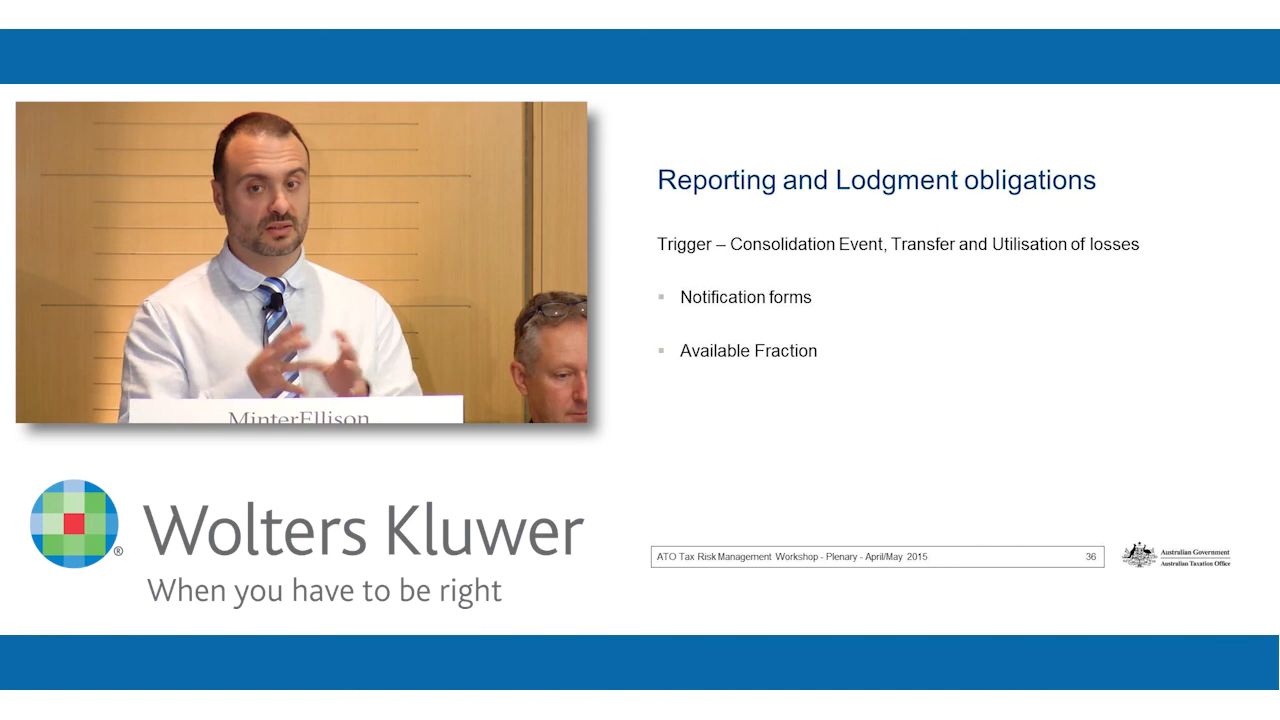 Reporting and Lodgment obligations
Trigger – Consolidation Event, Transfer and Utilisation of losses
Notification forms
Available Fraction
MinterEllison
Wolters Kluwer
®
When you have to be right
ATO Tax Risk Management Workshop - Plenary - April/May 2015 36
Australian Government
Australian Taxation Office